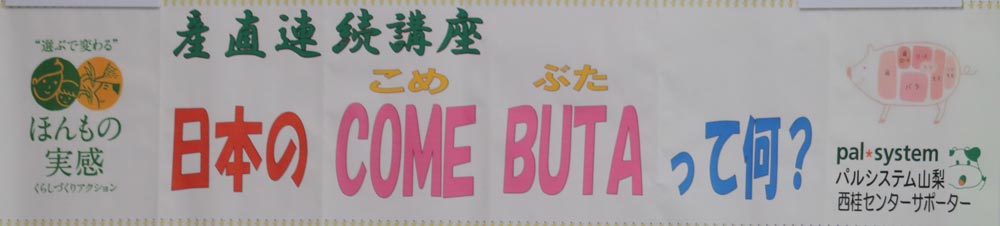 "選ぶで変わる"
ほんもの
実感
くらしづくりアクション
産直連続講座
こめ ぶた
日本の COME BUTA って何?
バラ
pal*system
パルシステム山梨
西桂センターサポーター